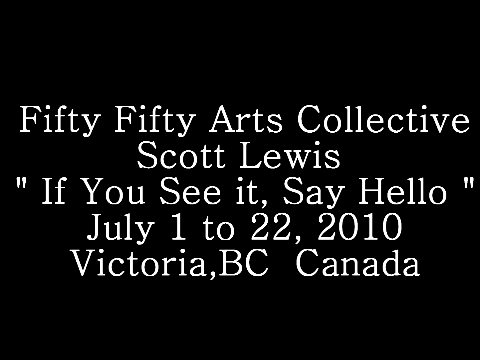 Fifty Fifty Arts Collective
Scott Lewis
" If You See it, Say Hello "
July 1 to 22, 2010
Victoria,BC  Canada